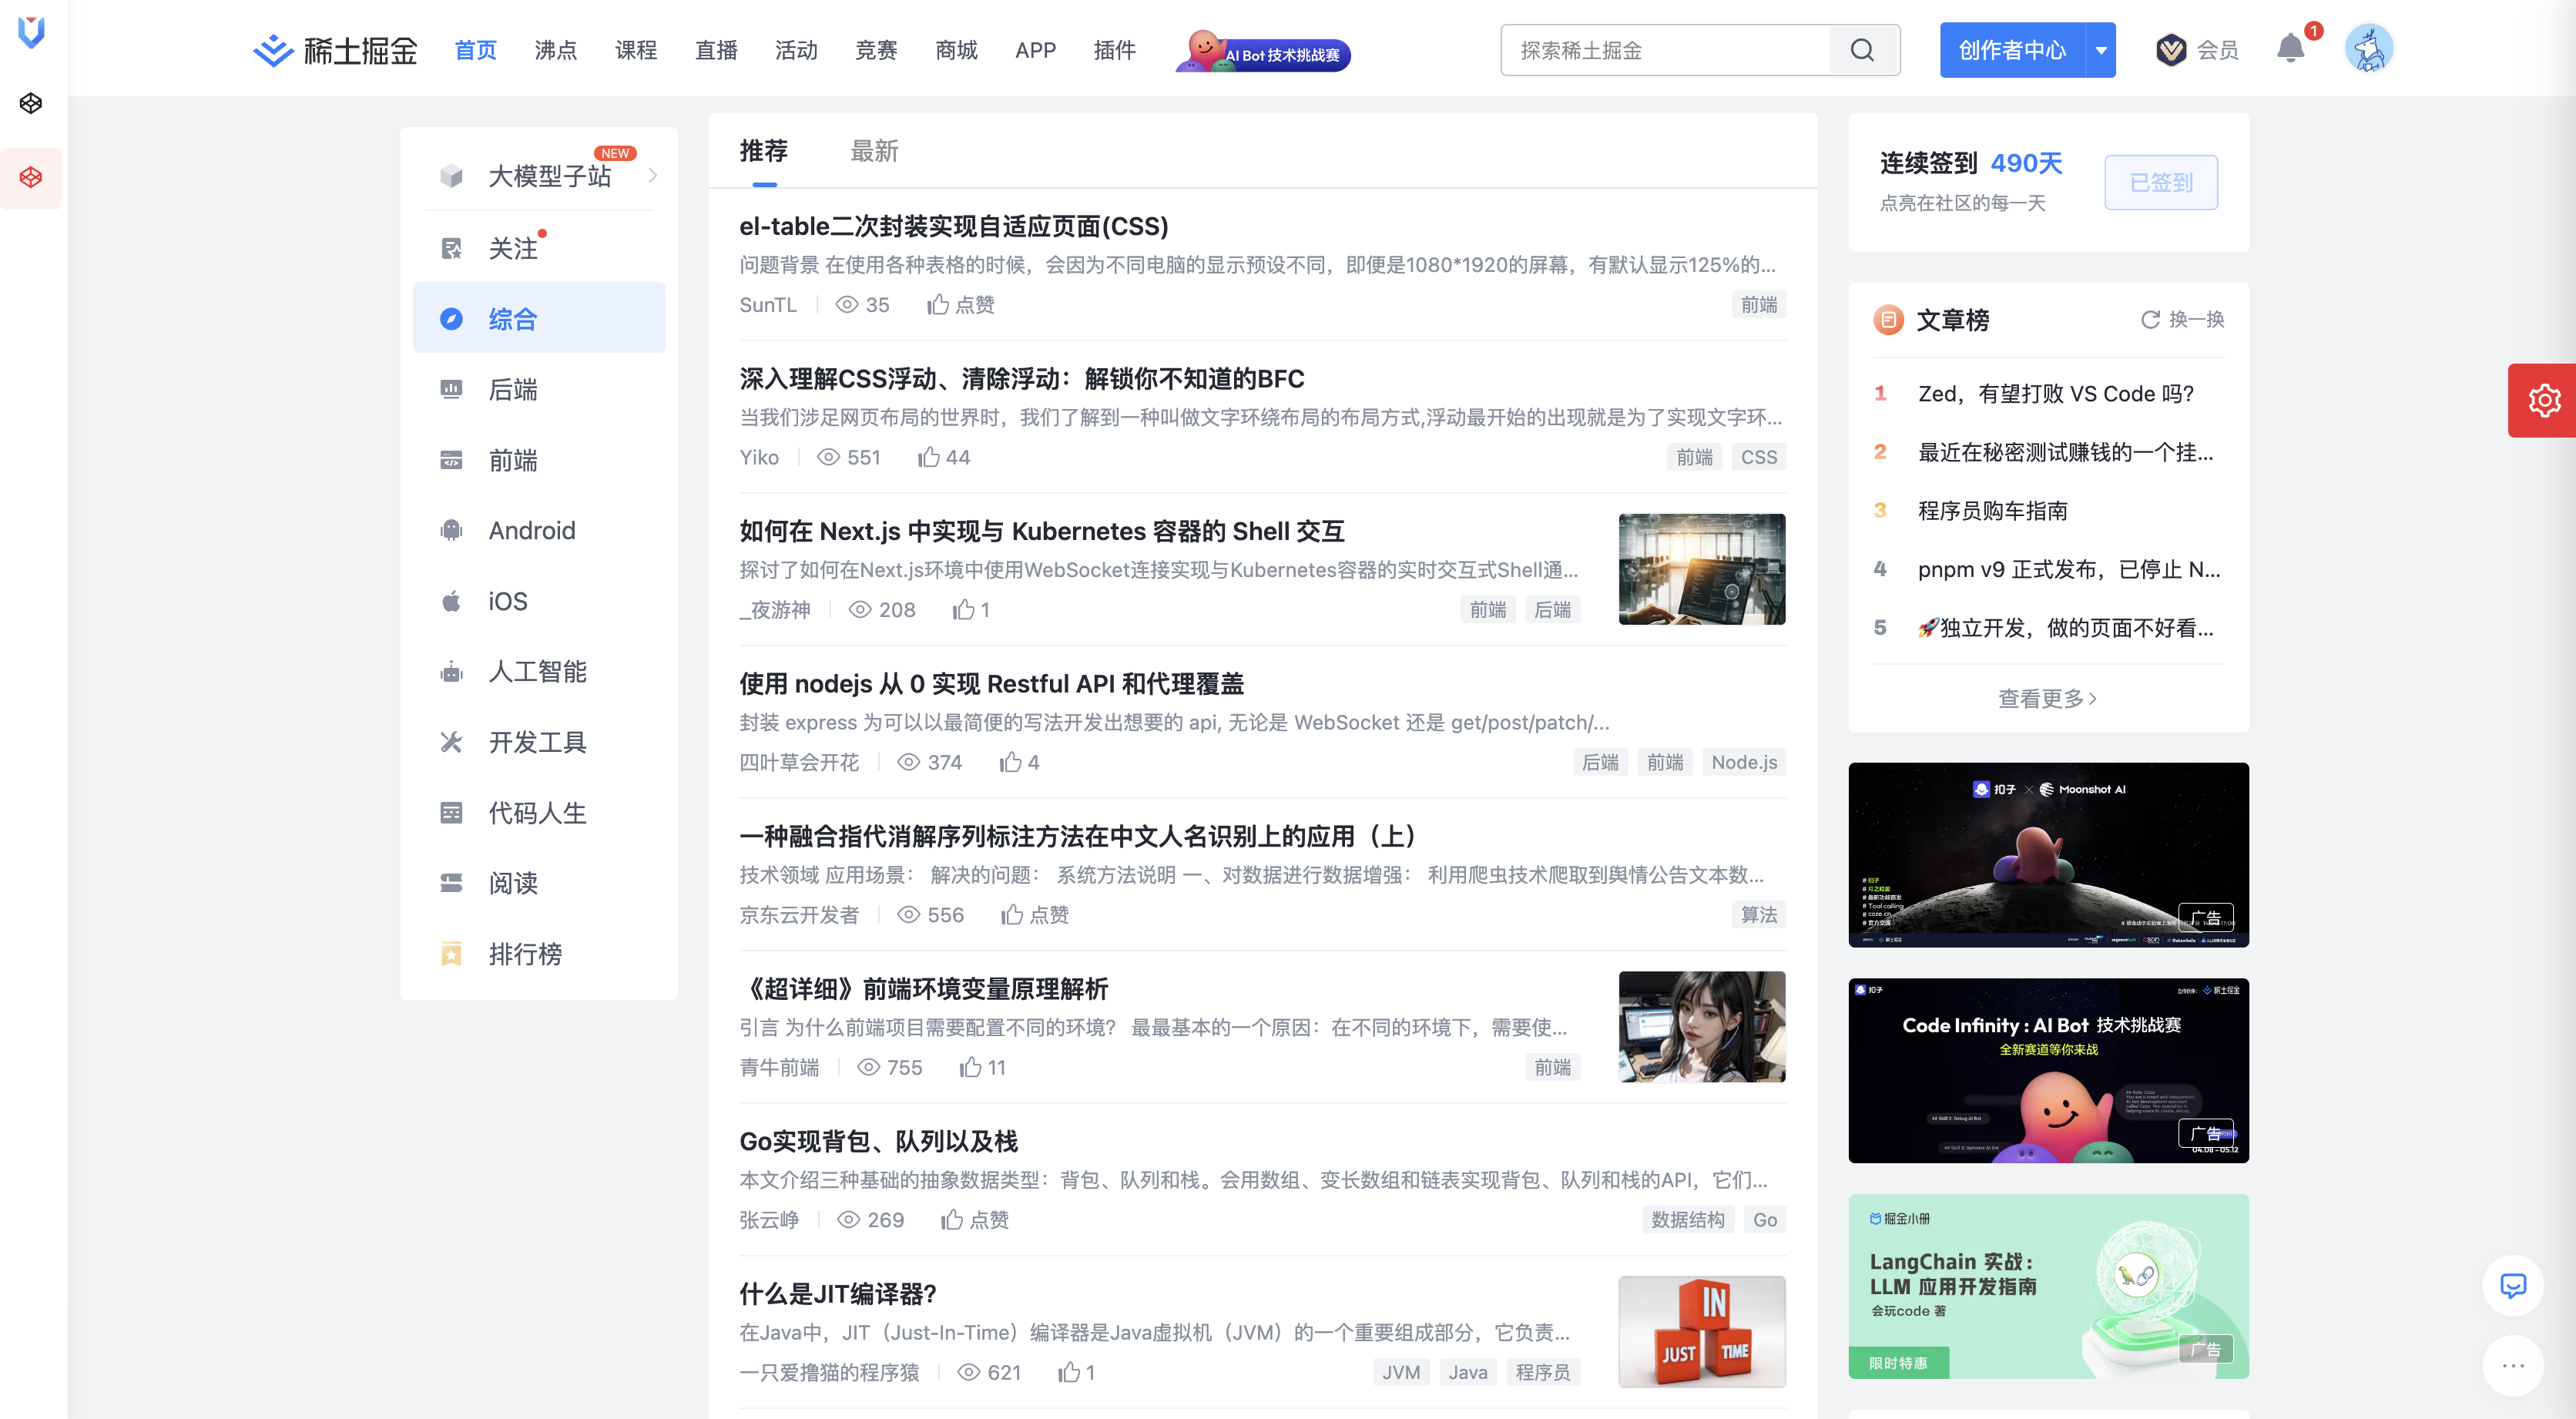 稀土掘金
首页
沸点
课程
直播
活动
竞赛
商城
APP
插件
AI Bot 技术挑战赛
探索稀土掘金
创作者中心
会员
1
大模型子站
NEW
关注
综合
后端
前端
Android
iOS
人工智能
开发工具
代码人生
阅读
排行榜
推荐
最新
el-table二次封装实现自适应页面(CSS)
问题背景 在使用各种表格的时候，会因为不同电脑的显示预设不同，即便是1080*1920的屏幕，有默认显示125%的...
SunTL 35 点赞 前端
深入理解CSS浮动、清除浮动：解锁你不知道的BFC
当我们涉足网页布局的世界时，我们了解到一种叫做文字环绕布局的布局方式,浮动最开始的出现就是为了实现文字环...
Yiko 551 44 前端 CSS
如何在 Next.js 中实现与 Kubernetes 容器的 Shell 交互
探讨了如何在Next.js环境中使用WebSocket连接实现与Kubernetes容器的实时交互式Shell通...
_夜游神 208 1 前端 后端
使用 nodejs 从 0 实现 Restful API 和代理覆盖
封装 express 为可以以最简便的写法开发出想要的 api, 无论是 WebSocket 还是 get/post/patch/...
四叶草会开花 374 4 后端 前端 Node.js
一种融合指代消解序列标注方法在中文人名识别上的应用（上）
技术领域 应用场景： 解决的问题： 系统方法说明 一、对数据进行数据增强： 利用爬虫技术爬取到舆情公告文本数...
京东云开发者 556 点赞 算法
《超详细》前端环境变量原理解析
引言 为什么前端项目需要配置不同的环境？ 最最基本的一个原因：在不同的环境下，需要使...
青牛前端 755 11 前端
Go实现背包、队列以及栈
本文介绍三种基础的抽象数据类型：背包、队列和栈。会用数组、变长数组和链表实现背包、队列和栈的API，它们...
张云峥 269 点赞 数据结构 Go
什么是JIT编译器?
在Java中，JIT（Just-In-Time）编译器是Java虚拟机（JVM）的一个重要组成部分，它负责...
一只爱撸猫的程序猿 621 1 JVM Java 程序员
IN
JUST TIME
连续签到 490天
点亮在社区的每一天
已签到
文章榜
换一换
1 Zed，有望打败 VS Code 吗？
2 最近在秘密测试赚钱的一个挂...
3 程序员购车指南
4 pnpm v9 正式发布，已停止 N...
5 🚀独立开发，做的页面不好看...
查看更多
扣子 × Moonshot AI
# 扣子
# 月之暗面
# 最新功能首发
# Tool calling
# coze.cn
# 官方交流
广告
扣子
稀土掘金
Code Infinity : AI Bot 技术挑战赛
全新赛道等你来战
广告
04.08 - 05.12
掘金小册
LangChain 实战：
LLM 应用开发指南
会玩code 著
限时特惠
广告